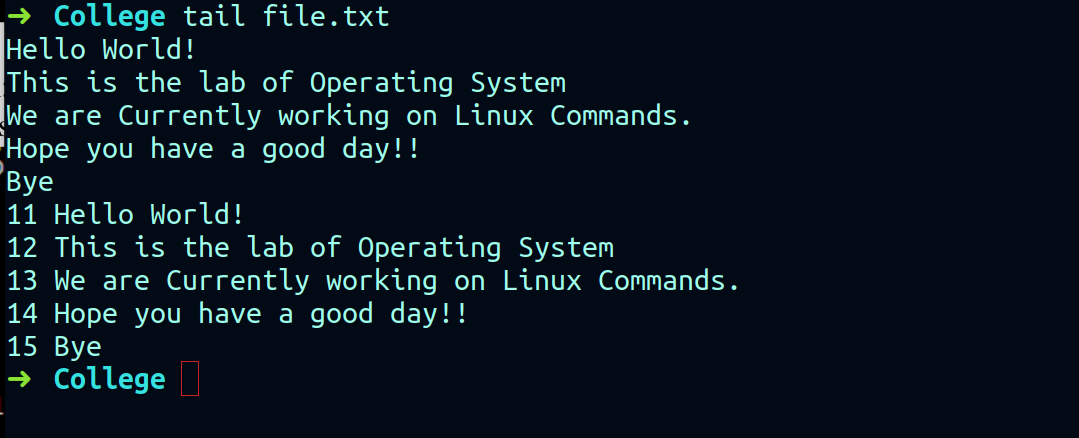 ➜ College tail file.txt
Hello World!
This is the lab of Operating System
We are Currently working on Linux Commands.
Hope you have a good day!!
Bye
11 Hello World!
12 This is the lab of Operating System
13 We are Currently working on Linux Commands.
14 Hope you have a good day!!
15 Bye
➜ College